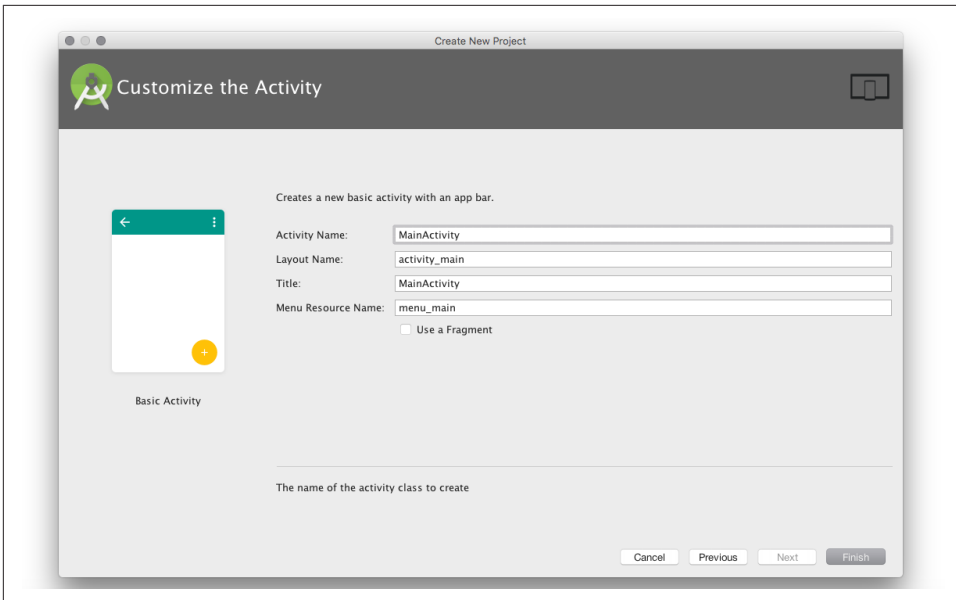 Create New Project
Customize the Activity
Creates a new basic activity with an app bar.
Activity Name: MainActivity
Layout Name: activity_main
Title: MainActivity
Menu Resource Name: menu_main
Use a Fragment
Basic Activity
The name of the activity class to create
Cancel Previous Next Finish